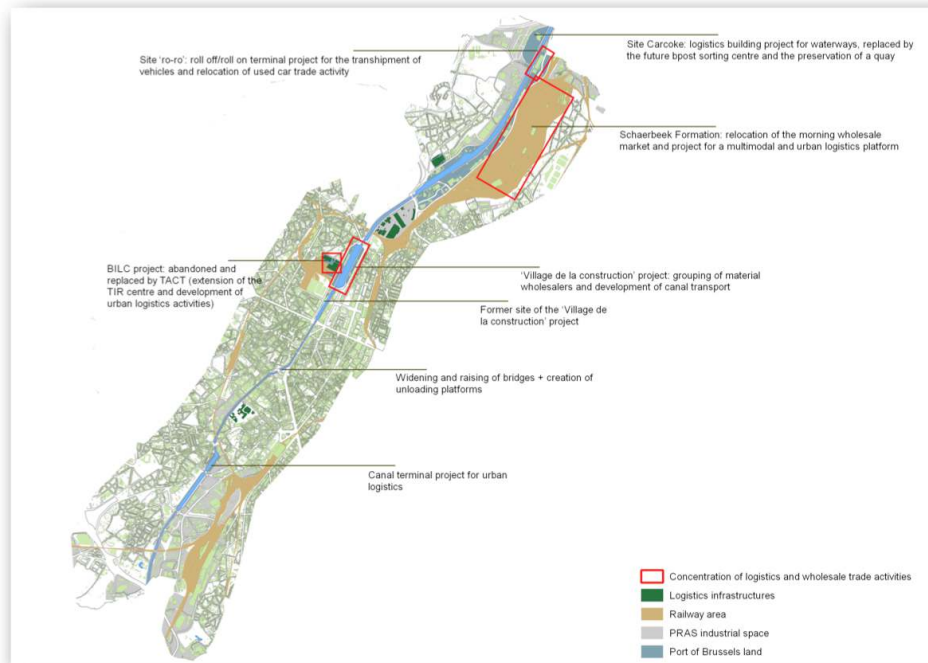 Site 'ro-ro': roll off/roll on terminal project for the transhipment of
vehicles and relocation of used car trade activity
Site Carcoke: logistics building project for waterways, replaced by
the future bpost sorting centre and the preservation of a quay
Schaerbeek Formation: relocation of the morning wholesale
market and project for a multimodal and urban logistics platform
BILC project: abandoned and
replaced by TACT (extension of the
TIR centre and development of
urban logistics activities)
'Village de la construction' project: grouping of material
wholesalers and development of canal transport
Former site of the 'Village de
la construction' project
Widening and raising of bridges + creation of
unloading platforms
Canal terminal project for urban
logistics
Concentration of logistics and wholesale trade activities
Logistics infrastructures
Railway area
PRAS industrial space
Port of Brussels land